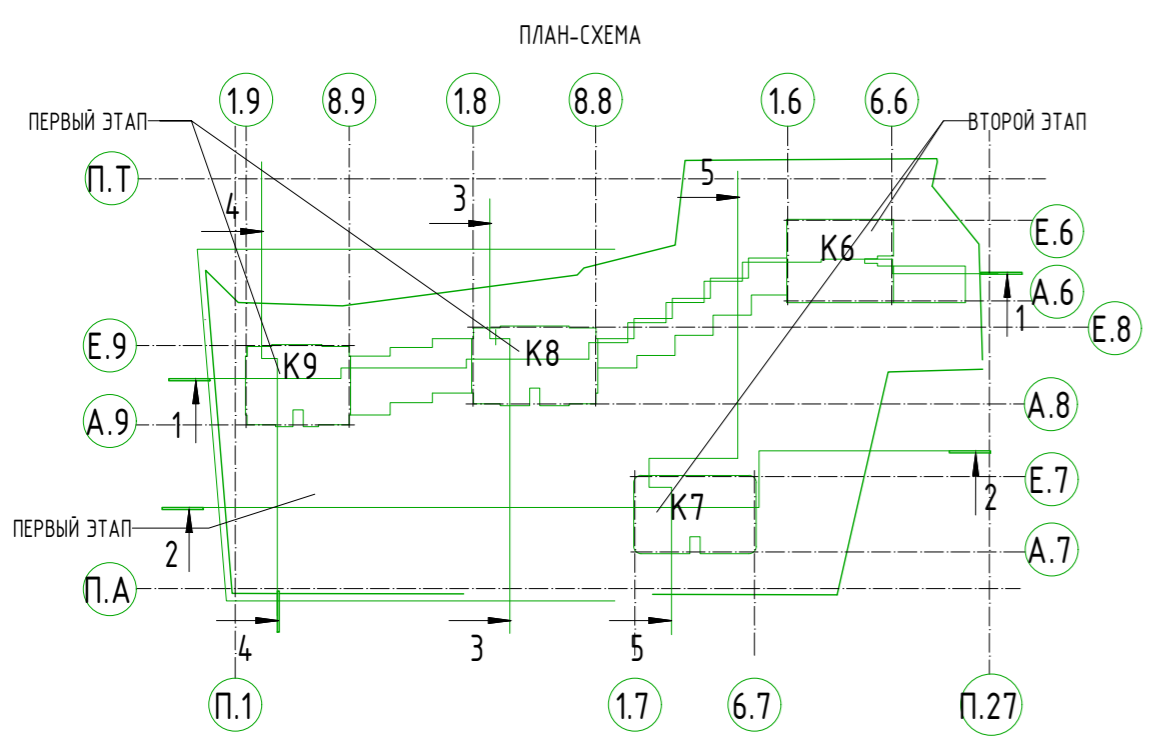 ПЛАН-СХЕМА
1.9 8.9 1.8 8.8 1.6 6.6
ПЕРВЫЙ ЭТАП
ВТОРОЙ ЭТАП
П.Т
5
4 3
Е.6
К6
А.6
1
Е.8
Е.9
К9 К8
А.8
1
А.9
Е.7
2
К7
ПЕРВЫЙ ЭТАП
2
А.7
П.А
4 3 5
П.1 1.7 6.7 П.27